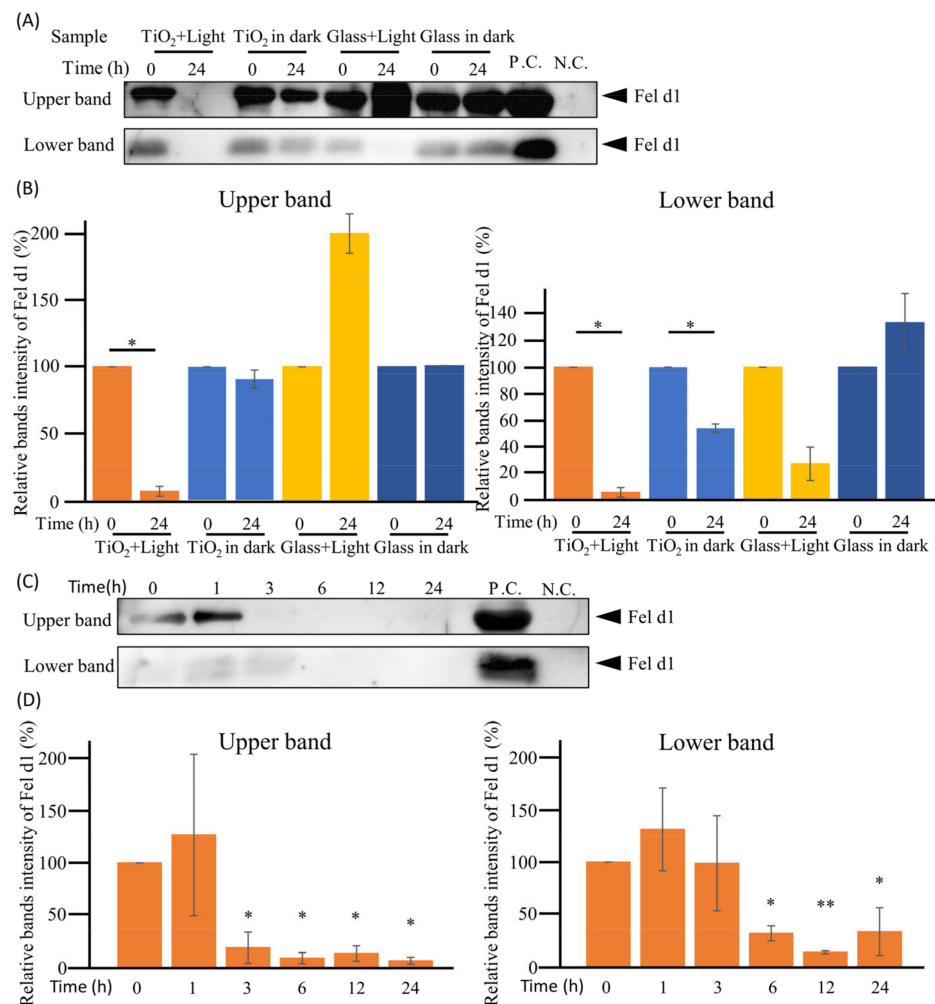 (A)
Sample TiO2+Light TiO2 in dark Glass+Light Glass in dark P.C. N.C.
Time (h) 0 24 0 24 0 24 0 24
Upper band Fel d1
Lower band Fel d1
(B)
Upper band
Relative bands intensity of Fel d1 (%)
200
150
100
50
0
*
Time (h) 0 24 0 24 0 24 0 24
TiO2+Light TiO2 in dark Glass+Light Glass in dark
Lower band
Relative bands intensity of Fel d1 (%)
140
120
100
80
60
40
20
0
* *
Time (h) 0 24 0 24 0 24 0 24
TiO2+Light TiO2 in dark Glass+Light Glass in dark
(C)
Time(h) 0 1 3 6 12 24 P.C. N.C.
Upper band Fel d1
Lower band Fel d1
(D)
Upper band
Relative bands intensity of Fel d1 (%)
200
150
100
50
0
* * * *
Time (h) 0 1 3 6 12 24
Lower band
Relative bands intensity of Fel d1 (%)
200
150
100
50
0
* ** *
Time (h) 0 1 3 6 12 24